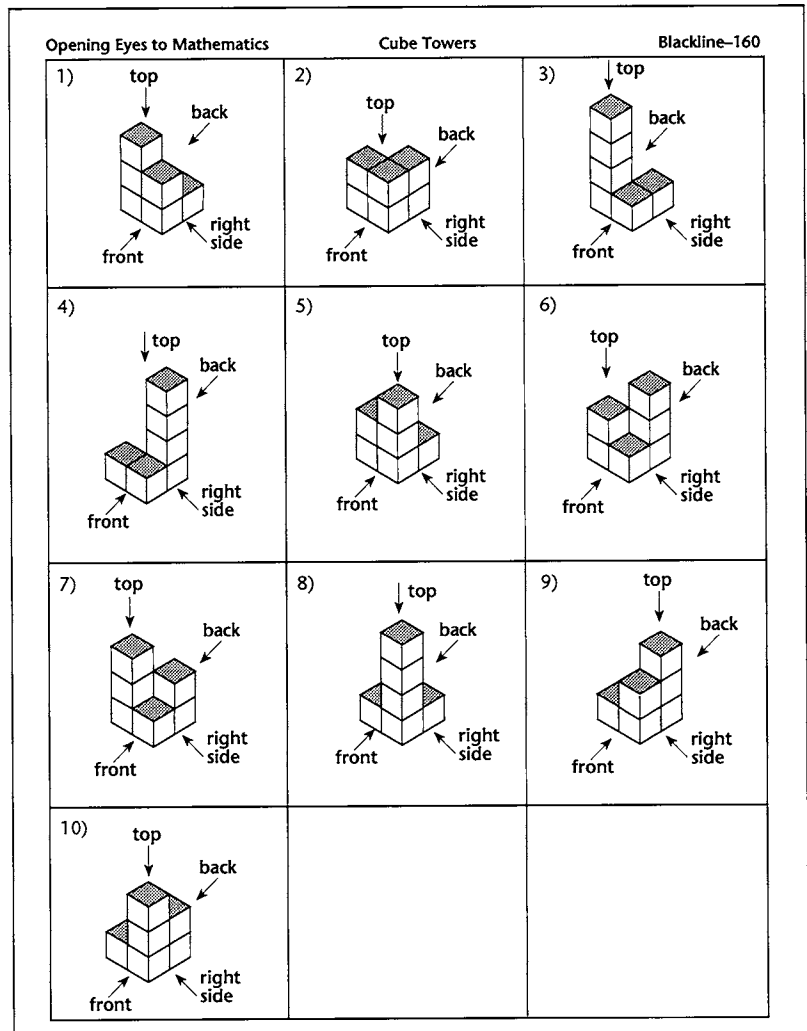 Opening Eyes to Mathematics Cube Towers Blackline–160
1) top
back
front
right
side
2) top
back
front
right
side
3) top
back
front
right
side
4) top
back
front
right
side
5) top
back
front
right
side
6) top
back
front
right
side
7) top
back
front
right
side
8) top
back
front
right
side
9) top
back
front
right
side
10) top
back
front
right
side